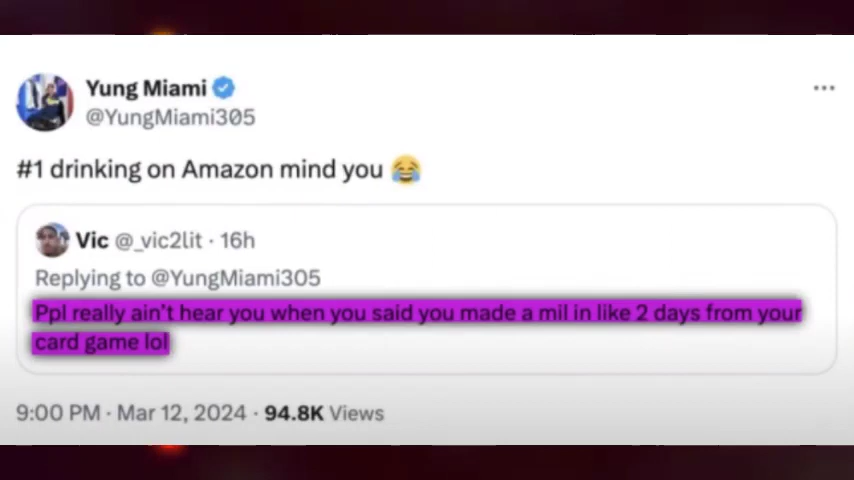 Yung Miami
@YungMiami305
#1 drinking on Amazon mind you 😂
Vic @_vic2lit · 16h
Replying to @YungMiami305
Ppl really ain't hear you when you said you made a mil in like 2 days from your
card game lol
9:00 PM · Mar 12, 2024 · 94.8K Views